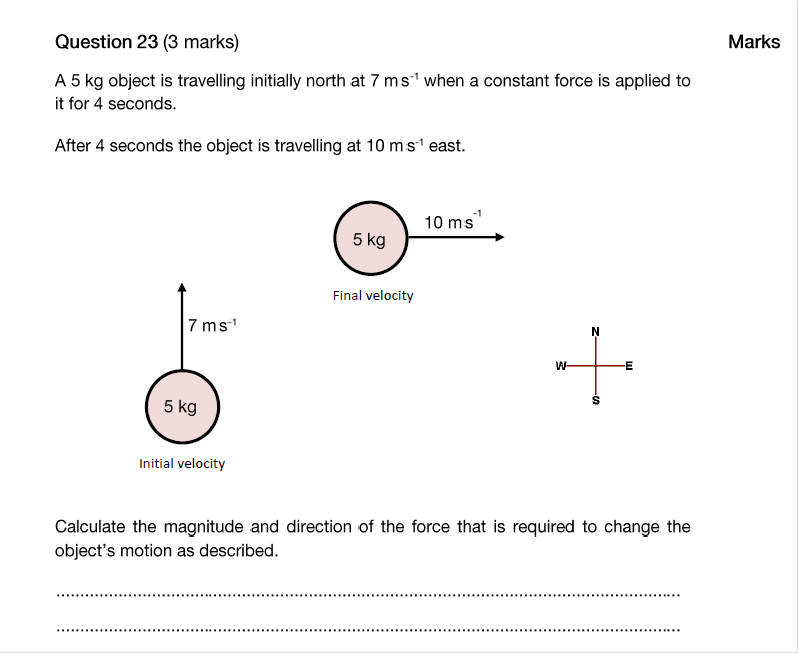 Question 23 (3 marks) Marks
A 5 kg object is travelling initially north at 7 m s⁻¹ when a constant force is applied to
it for 4 seconds.
After 4 seconds the object is travelling at 10 m s⁻¹ east.
10 ms⁻¹
5 kg
Final velocity
7 ms⁻¹
N
W E
S
5 kg
Initial velocity
Calculate the magnitude and direction of the force that is required to change the
object's motion as described.